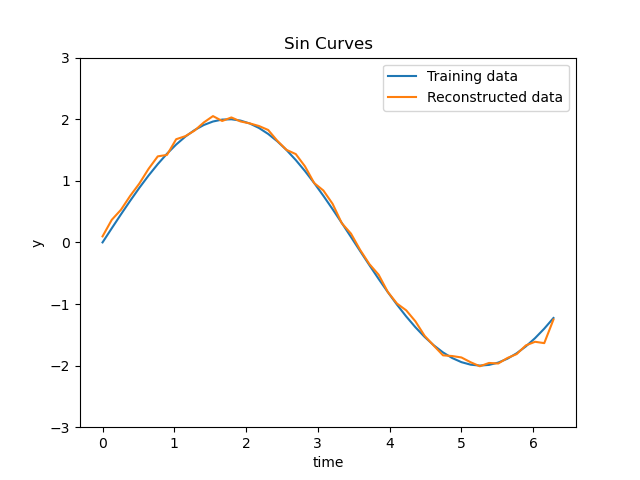 Sin Curves
Training data
Reconstructed data
3
2
1
0
−1
−2
−3
y
0 1 2 3 4 5 6
time